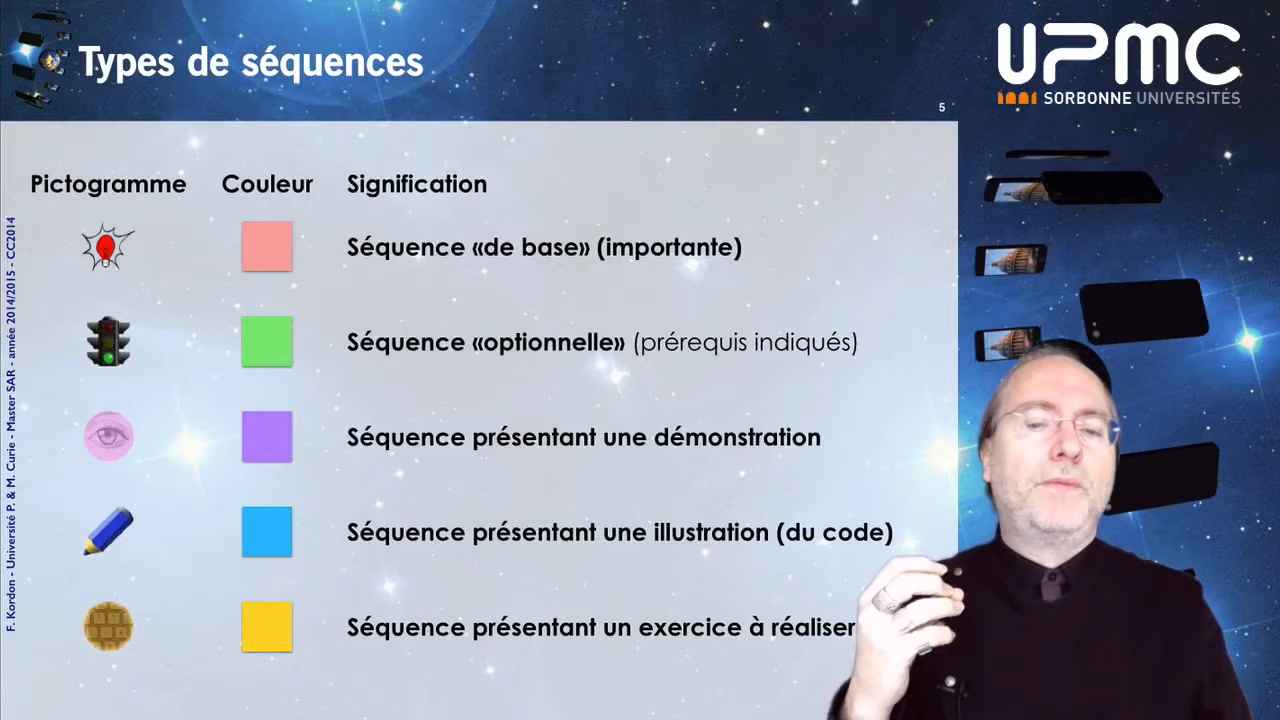 Types de séquences
UPMC
SORBONNE UNIVERSITÉS
5
Pictogramme Couleur Signification
Séquence «de base» (importante)
Séquence «optionnelle» (prérequis indiqués)
Séquence présentant une démonstration
Séquence présentant une illustration (du code)
Séquence présentant un exercice à réaliser
F. Kordon - Université P. & M. Curie - Master SAR - année 2014/2015 - CC2014